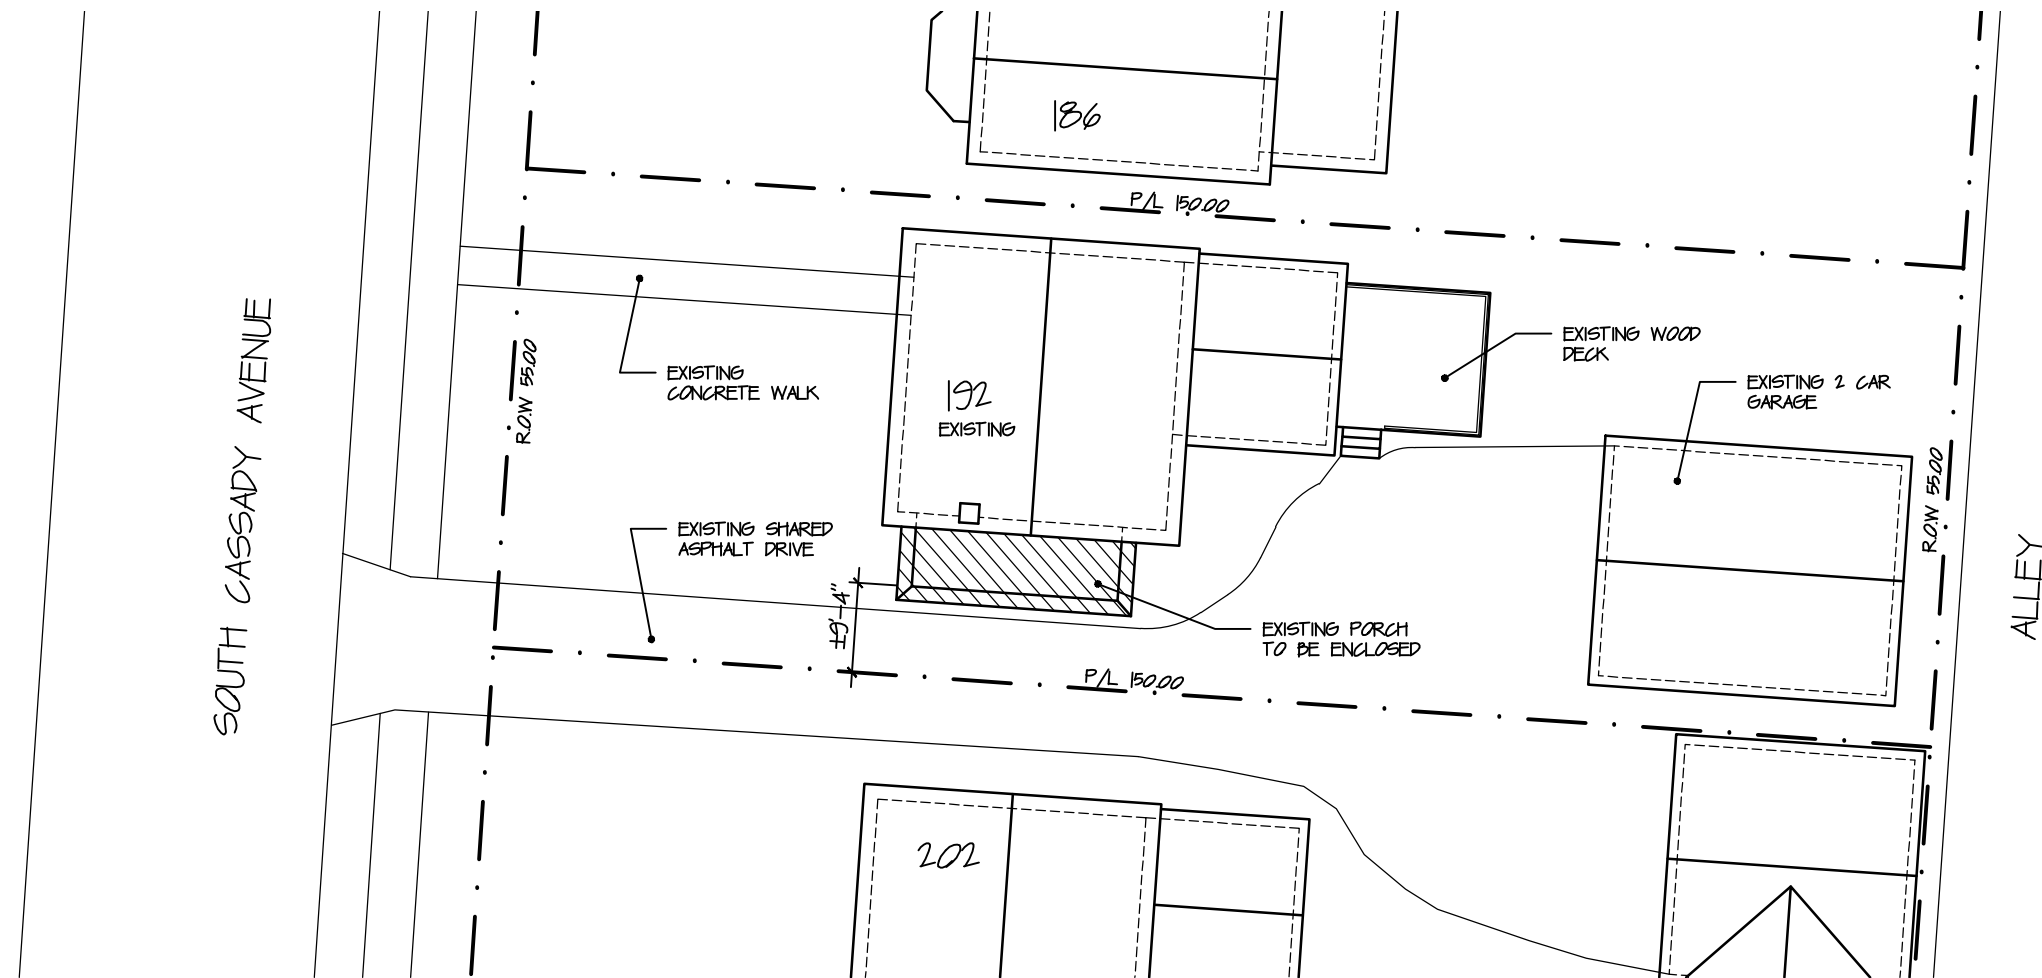 186
P/L 150.00
SOUTH CASSADY AVENUE
R.O.W 55.00
EXISTING
CONCRETE WALK
192
EXISTING
EXISTING WOOD
DECK
EXISTING 2 CAR
GARAGE
R.O.W 55.00
ALLEY
EXISTING SHARED
ASPHALT DRIVE
±9'-4"
EXISTING PORCH
TO BE ENCLOSED
P/L 150.00
202